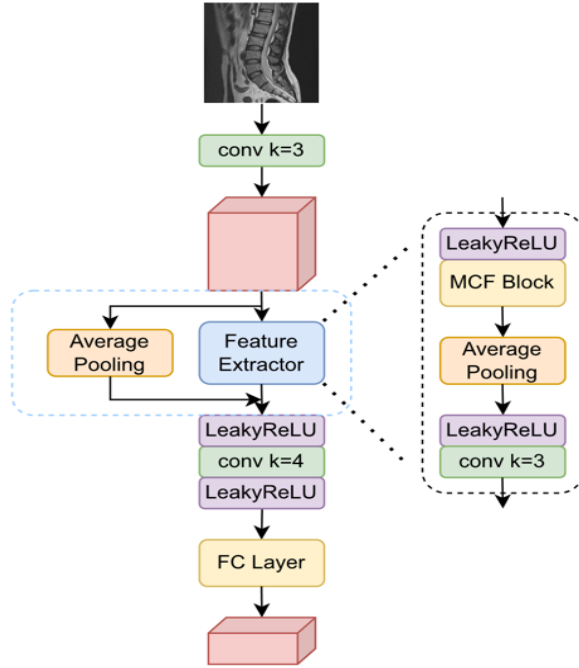 conv k=3
Average
Pooling
Feature
Extractor
LeakyReLU
conv k=4
LeakyReLU
FC Layer
LeakyReLU
MCF Block
Average
Pooling
LeakyReLU
conv k=3